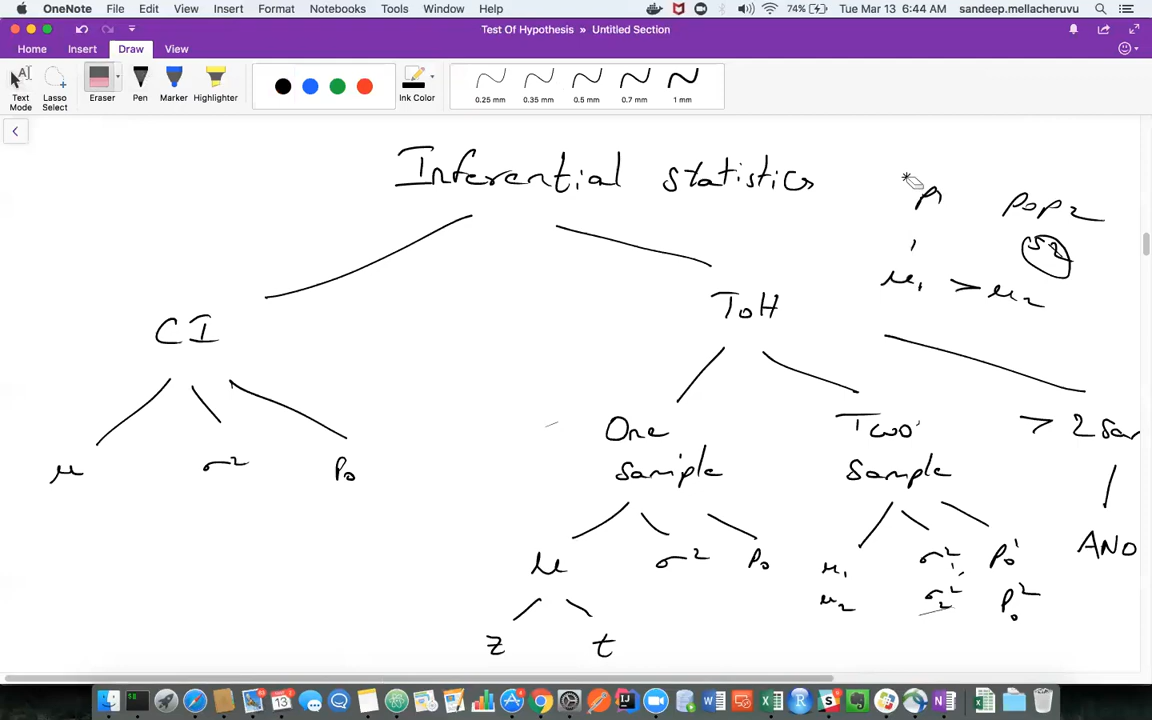 OneNote File Edit View Insert Format Notebooks Tools Window Help 74% Tue Mar 13 6:44 AM sandeep.mellacheruvu
Test Of Hypothesis » Untitled Section
Home Insert Draw View
Text Mode
Lasso Select
Eraser
Pen
Marker
Highlighter
Ink Color
0.25 mm
0.35 mm
0.5 mm
0.7 mm
1 mm
Inferential statistics
pop2
52
μ₁ > μ₂
CI
ToH
μ σ² p₀
One sample
Two sample
> 2 Sam
μ σ² p₀
μ₁ σ₁² p₀¹
μ₂ σ₂² p₀²
ANO
z t